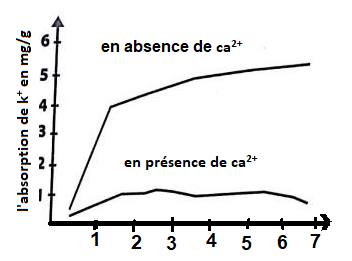 l'absorption de k⁺ en mg/g
6
5
4
3
2
1
en absence de ca²⁺
en présence de ca²⁺
1 2 3 4 5 6 7